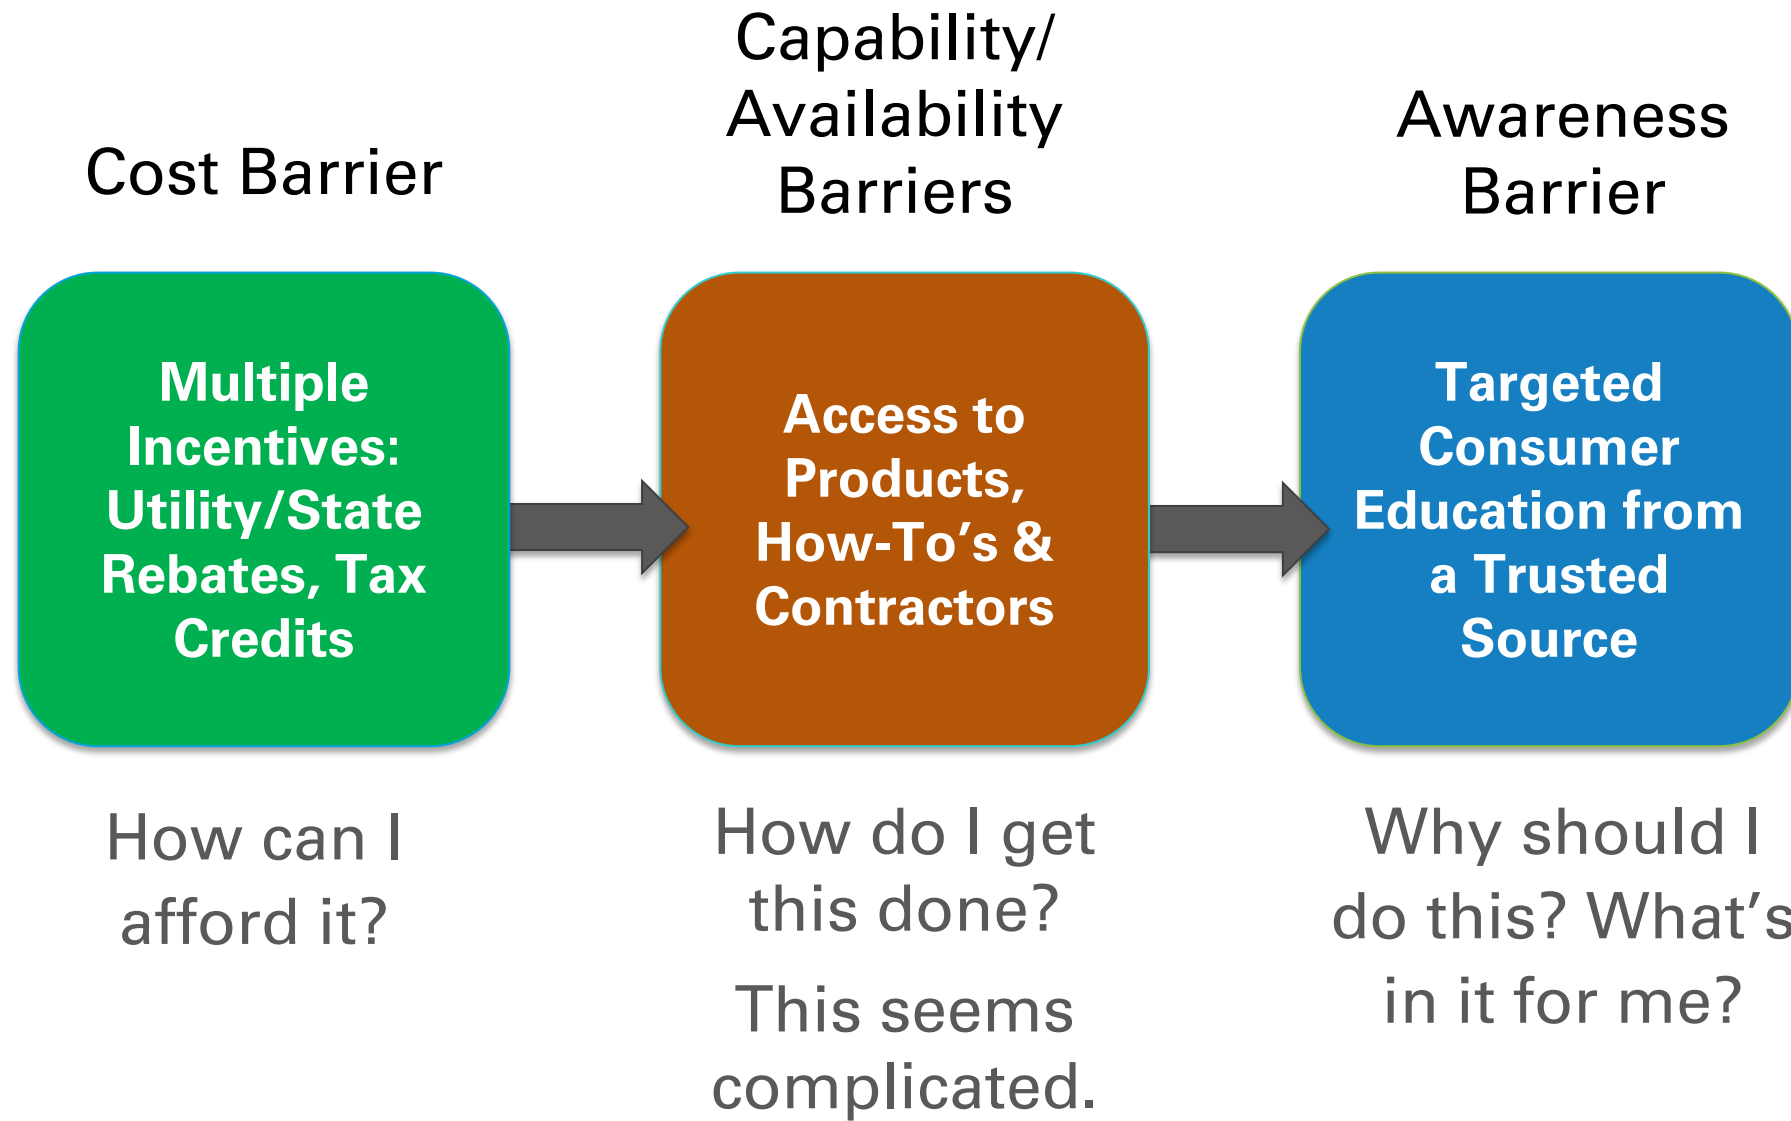 Cost Barrier
Multiple
Incentives:
Utility/State
Rebates, Tax
Credits
How can I
afford it?
Capability/
Availability
Barriers
Access to
Products,
How-To’s &
Contractors
How do I get
this done?
This seems
complicated.
Awareness
Barrier
Targeted
Consumer
Education from
a Trusted
Source
Why should I
do this? What’s
in it for me?